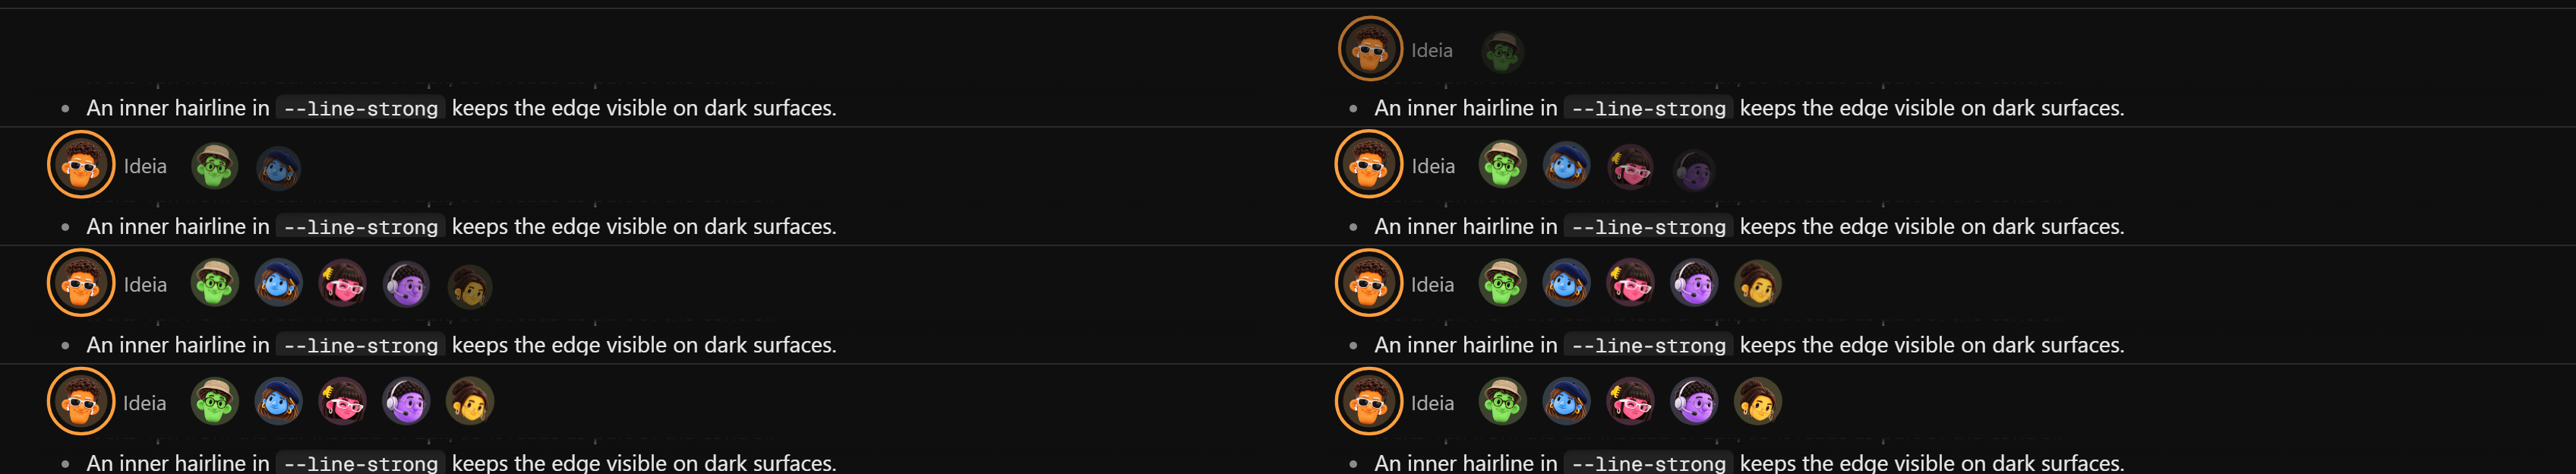 Ideia
An inner hairline in --line-strong keeps the edge visible on dark surfaces.
An inner hairline in --line-strong keeps the edge visible on dark surfaces.
Ideia
Ideia
An inner hairline in --line-strong keeps the edge visible on dark surfaces.
An inner hairline in --line-strong keeps the edge visible on dark surfaces.
Ideia
Ideia
An inner hairline in --line-strong keeps the edge visible on dark surfaces.
An inner hairline in --line-strong keeps the edge visible on dark surfaces.
Ideia
Ideia
An inner hairline in --line-strong keeps the edge visible on dark surfaces.
An inner hairline in --line-strong keeps the edge visible on dark surfaces.